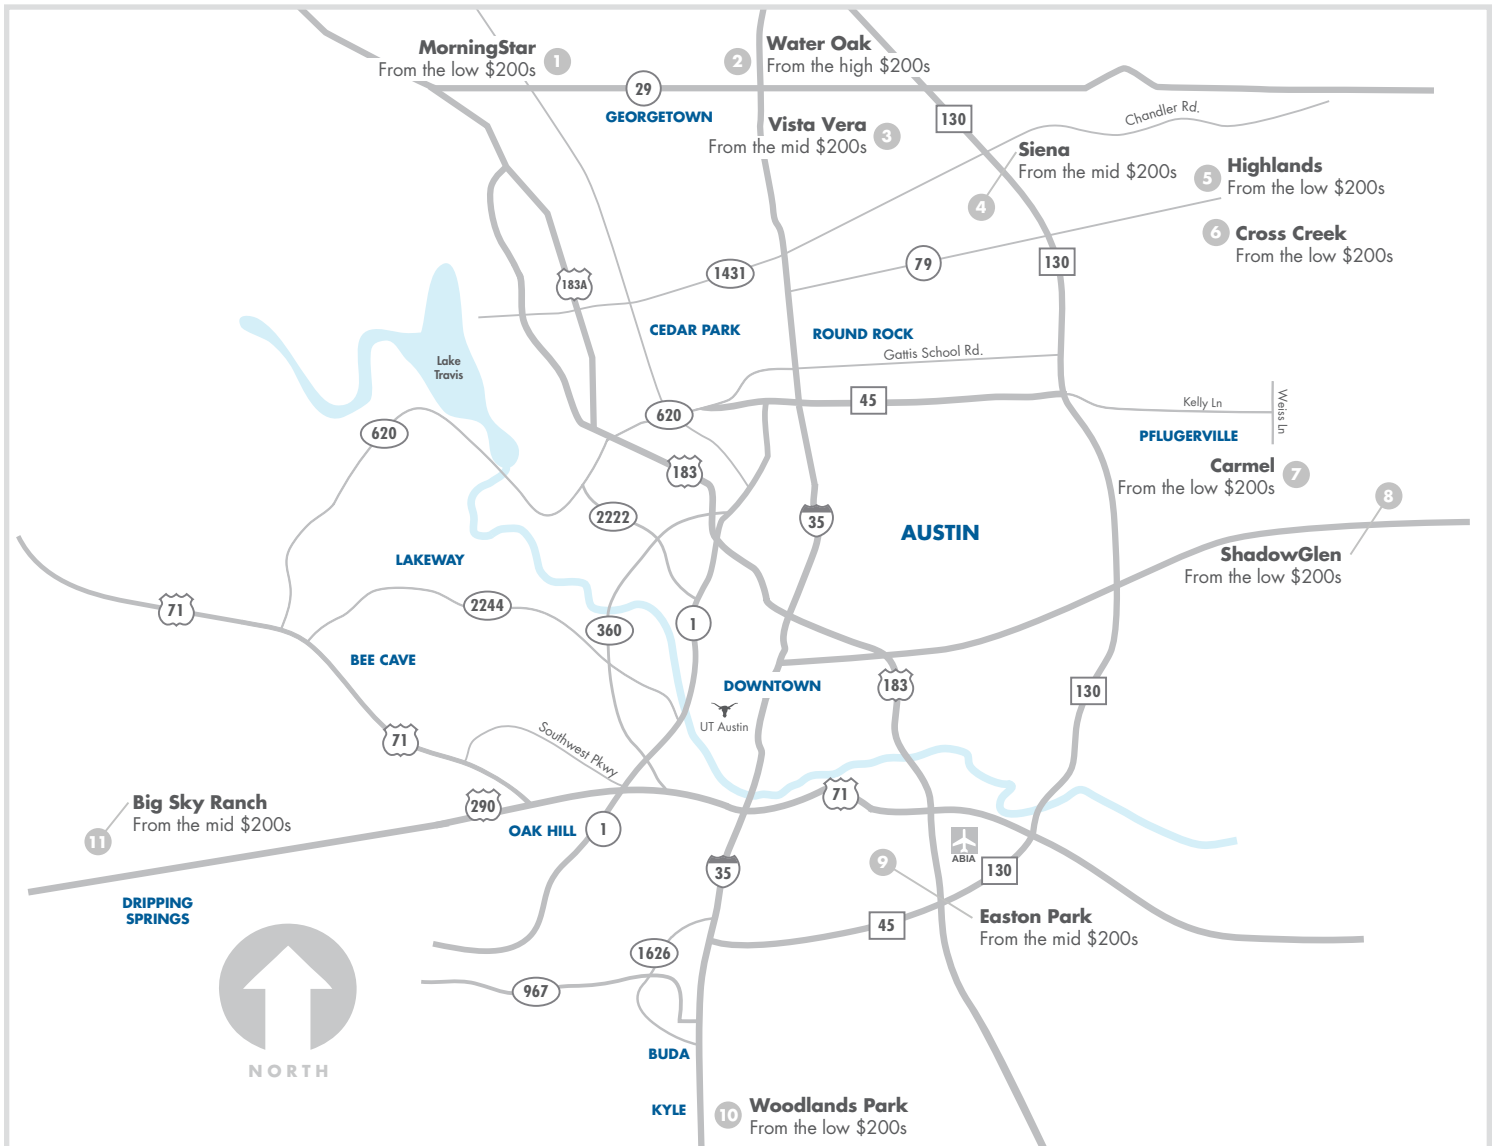 MorningStar
From the low $200s
1
2
Water Oak
From the high $200s
29
GEORGETOWN
130
Chandler Rd.
Vista Vera
From the mid $200s
3
Siena
From the mid $200s
4
5
Highlands
From the low $200s
6
Cross Creek
From the low $200s
183A
1431
79
130
CEDAR PARK
ROUND ROCK
Gattis School Rd.
Lake
Travis
620
620
45
Kelly Ln
Weiss Ln
PFLUGERVILLE
183
Carmel
From the low $200s
7
8
2222
35
AUSTIN
LAKEWAY
ShadowGlen
From the low $200s
71
2244
360
1
BEE CAVE
DOWNTOWN
183
130
UT Austin
71
Southwest Pkwy
71
290
Big Sky Ranch
From the mid $200s
11
OAK HILL
1
ABIA
35
9
130
DRIPPING
SPRINGS
Easton Park
From the mid $200s
45
1626
967
NORTH
BUDA
KYLE
10
Woodlands Park
From the low $200s